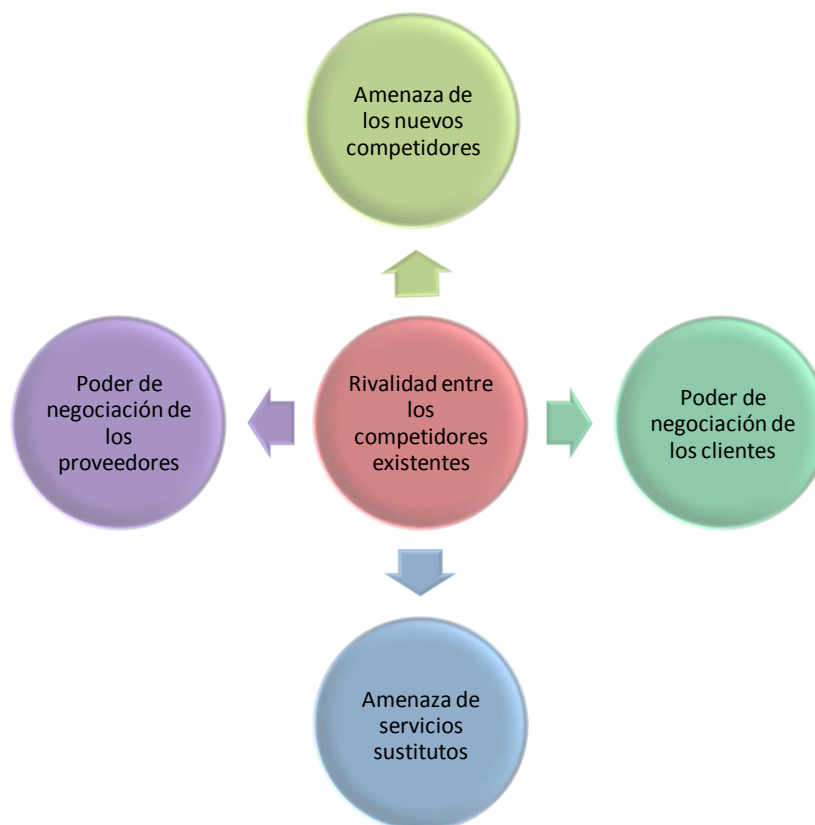 Amenaza de
los nuevos
competidores
Poder de
negociación de
los
proveedores
Rivalidad entre
los
competidores
existentes
Poder de
negociación de
los clientes
Amenaza de
servicios
sustitutos